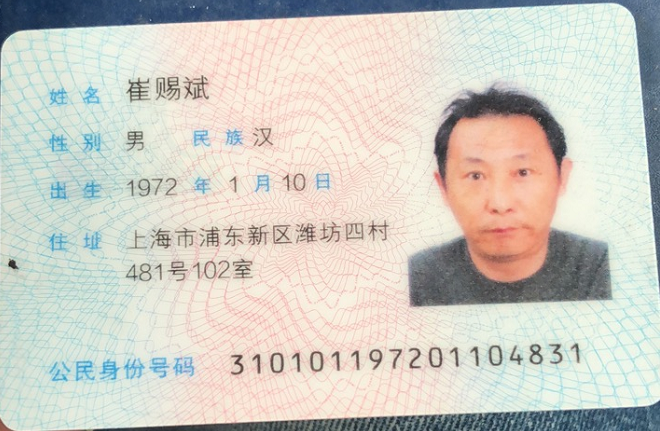 姓名 崔赐斌
性别 男 民族 汉
出生 1972 年 1 月 10 日
住址 上海市浦东新区潍坊四村
481号102室
公民身份号码 310101197201104831